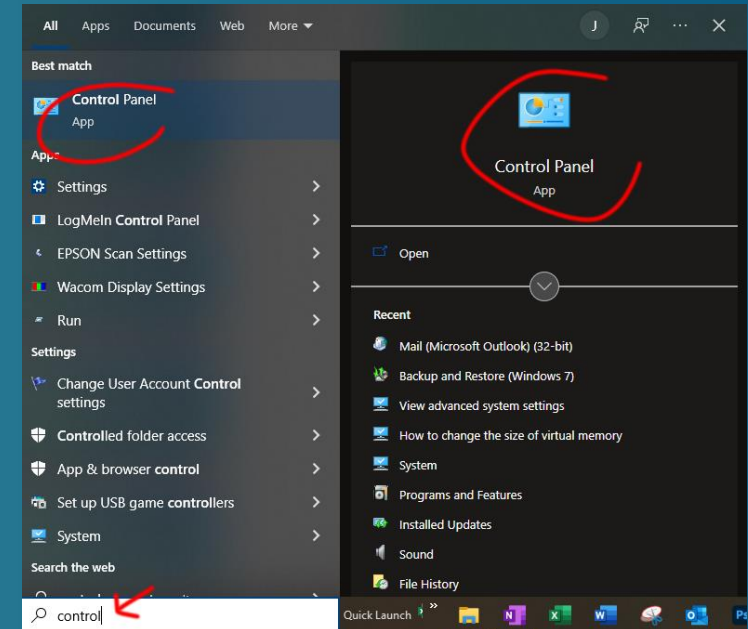 All Apps Documents Web More
J
Best match
Control Panel
App
Apps
Settings
LogMeIn Control Panel
EPSON Scan Settings
Wacom Display Settings
Run
Settings
Change User Account Control
settings
Controlled folder access
App & browser control
Set up USB game controllers
System
Search the web
control
Control Panel
App
Open
Recent
Mail (Microsoft Outlook) (32-bit)
Backup and Restore (Windows 7)
View advanced system settings
How to change the size of virtual memory
System
Programs and Features
Installed Updates
Sound
File History
Quick Launch